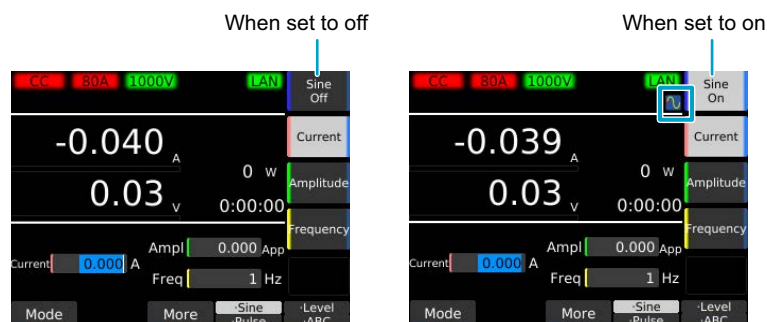 When set to off
When set to on
CC 80A 1000V LAN
Sine
Off
-0.040 A
Current
0 W
Amplitude
0.03 V
0:00:00
Frequency
Ampl 0.000 App
Current 0.000 A
Freq 1 Hz
Mode
More
·Sine
·Pulse
·Level
·ABC
CC 80A 1000V LAN
Sine
On
-0.039 A
Current
0 W
Amplitude
0.03 V
0:00:00
Frequency
Ampl 0.000 App
Current 0.000 A
Freq 1 Hz
Mode
More
·Sine
·Pulse
·Level
·ABC